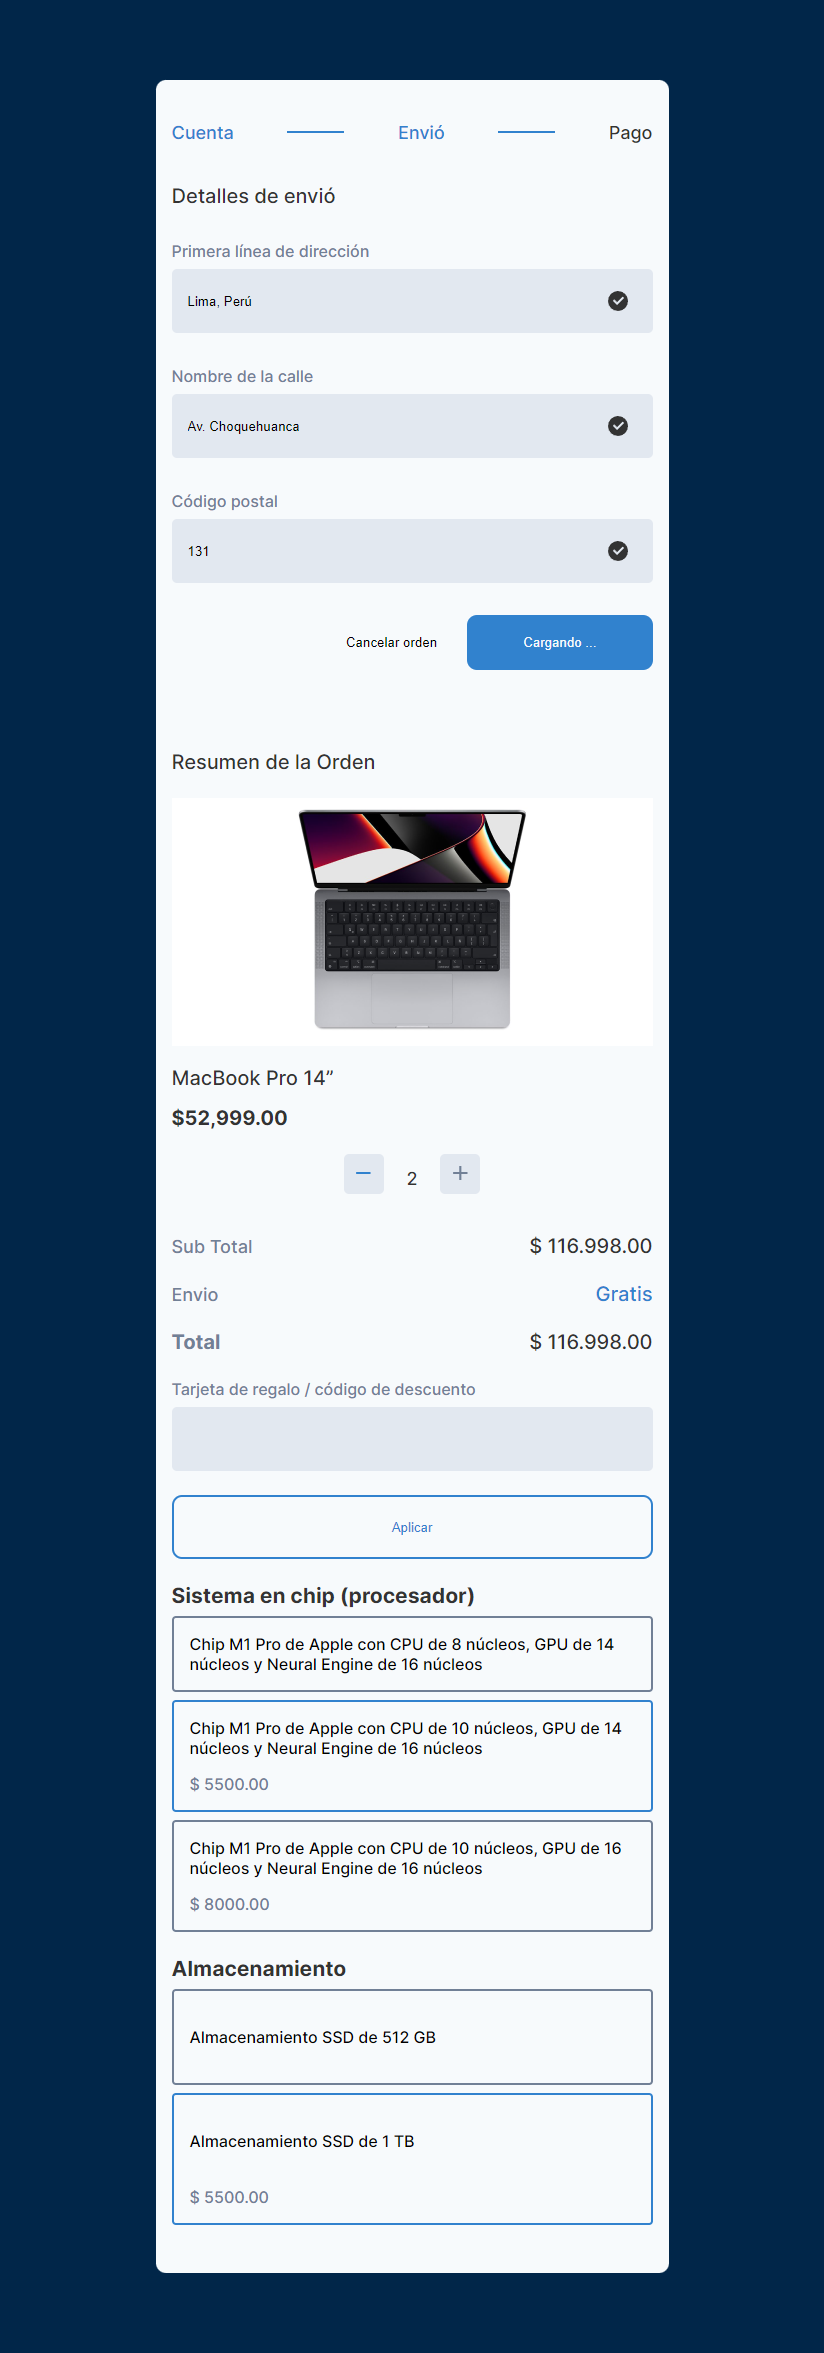 Cuenta
Envió
Pago
Detalles de envió
Primera línea de dirección
Lima, Perú
Nombre de la calle
Av. Choquehuanca
Código postal
131
Cancelar orden
Cargando ...
Resumen de la Orden
MacBook Pro 14”
$52,999.00
2
Sub Total
$ 116.998.00
Envio
Gratis
Total
$ 116.998.00
Tarjeta de regalo / código de descuento
Aplicar
Sistema en chip (procesador)
Chip M1 Pro de Apple con CPU de 8 núcleos, GPU de 14
núcleos y Neural Engine de 16 núcleos
Chip M1 Pro de Apple con CPU de 10 núcleos, GPU de 14
núcleos y Neural Engine de 16 núcleos
$ 5500.00
Chip M1 Pro de Apple con CPU de 10 núcleos, GPU de 16
núcleos y Neural Engine de 16 núcleos
$ 8000.00
Almacenamiento
Almacenamiento SSD de 512 GB
Almacenamiento SSD de 1 TB
$ 5500.00